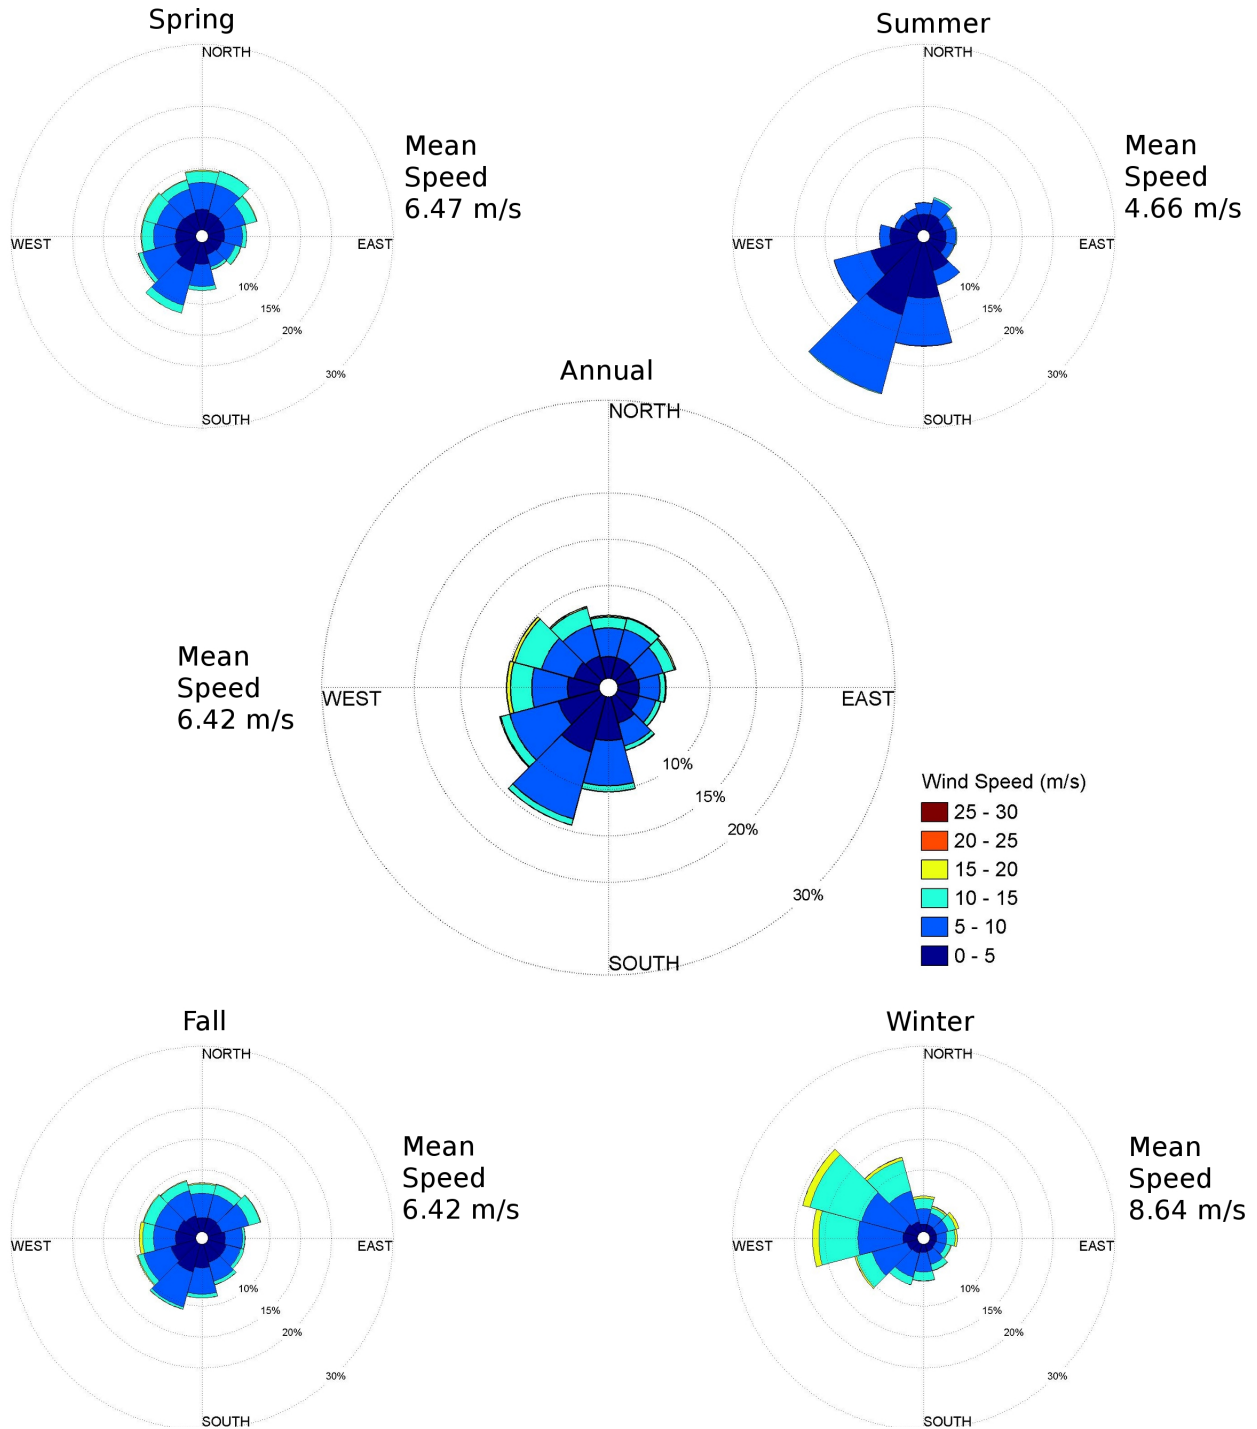 Spring
NORTH
Mean
Speed
6.47 m/s
WEST
EAST
10%
15%
20%
30%
SOUTH
Summer
NORTH
Mean
Speed
4.66 m/s
WEST
EAST
10%
15%
20%
30%
SOUTH
Annual
NORTH
Mean
Speed
6.42 m/s
WEST
EAST
10%
15%
20%
30%
SOUTH
Wind Speed (m/s)
25 - 30
20 - 25
15 - 20
10 - 15
5 - 10
0 - 5
Fall
NORTH
Mean
Speed
6.42 m/s
WEST
EAST
10%
15%
20%
30%
SOUTH
Winter
NORTH
Mean
Speed
8.64 m/s
WEST
EAST
10%
15%
20%
30%
SOUTH